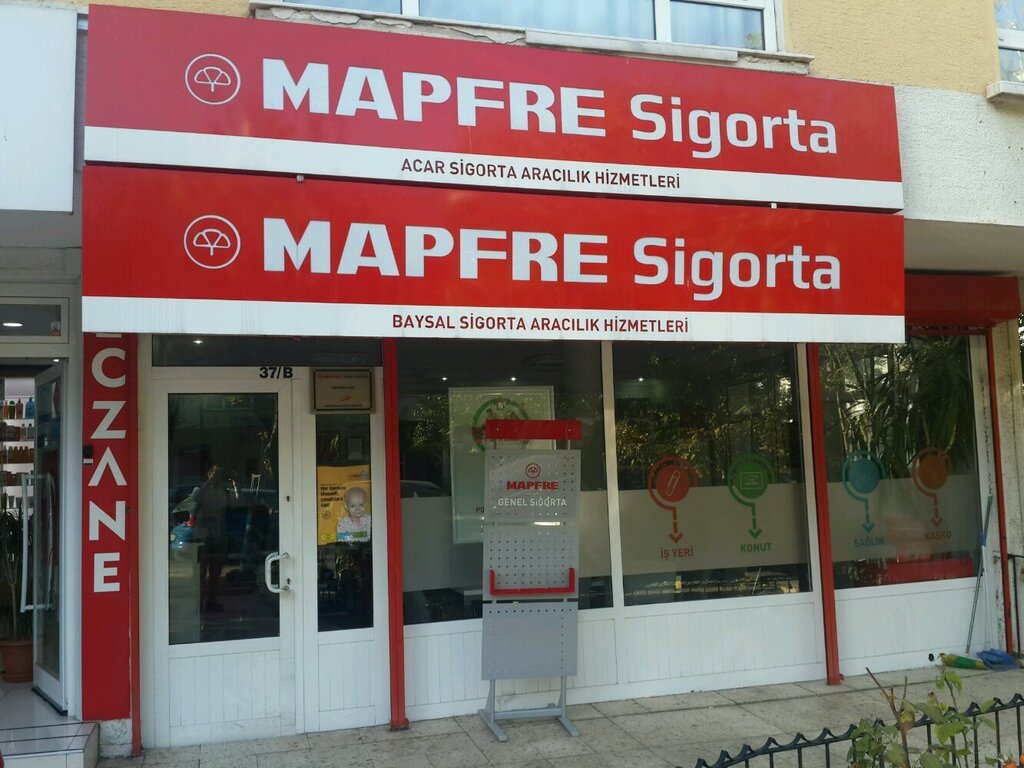 MAPFRE Sigorta
ACAR SİGORTA ARACILIK HİZMETLERİ
MAPFRE Sigorta
BAYSAL SİGORTA ARACILIK HİZMETLERİ
CZANE
37/B
MAPFRE
GENEL SİGORTA
İŞ YERİ
KONUT
SAĞLIK
KASKO